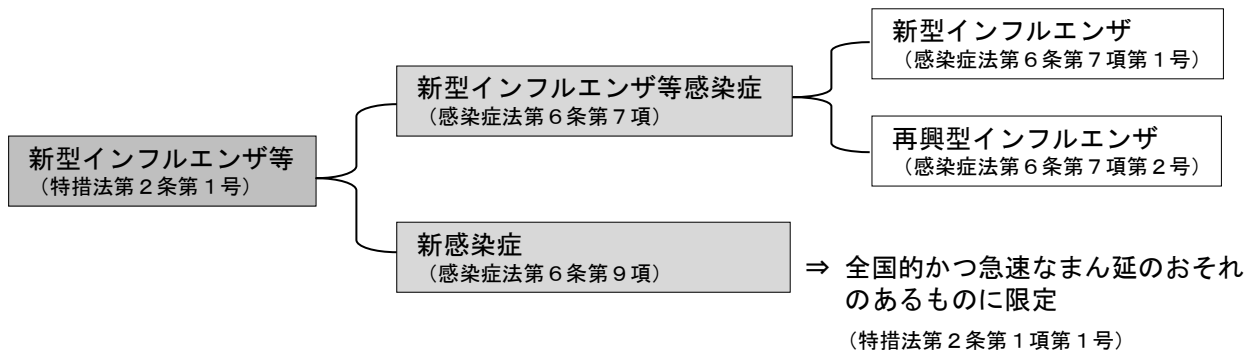 新型インフルエンザ等
（特措法第２条第１号）
新型インフルエンザ等感染症
（感染症法第６条第７項）
新型インフルエンザ
（感染症法第６条第７項第１号）
再興型インフルエンザ
（感染症法第６条第７項第２号）
新感染症
（感染症法第６条第９項）
⇒ 全国的かつ急速なまん延のおそれ
のあるものに限定
（特措法第２条第１項第１号）